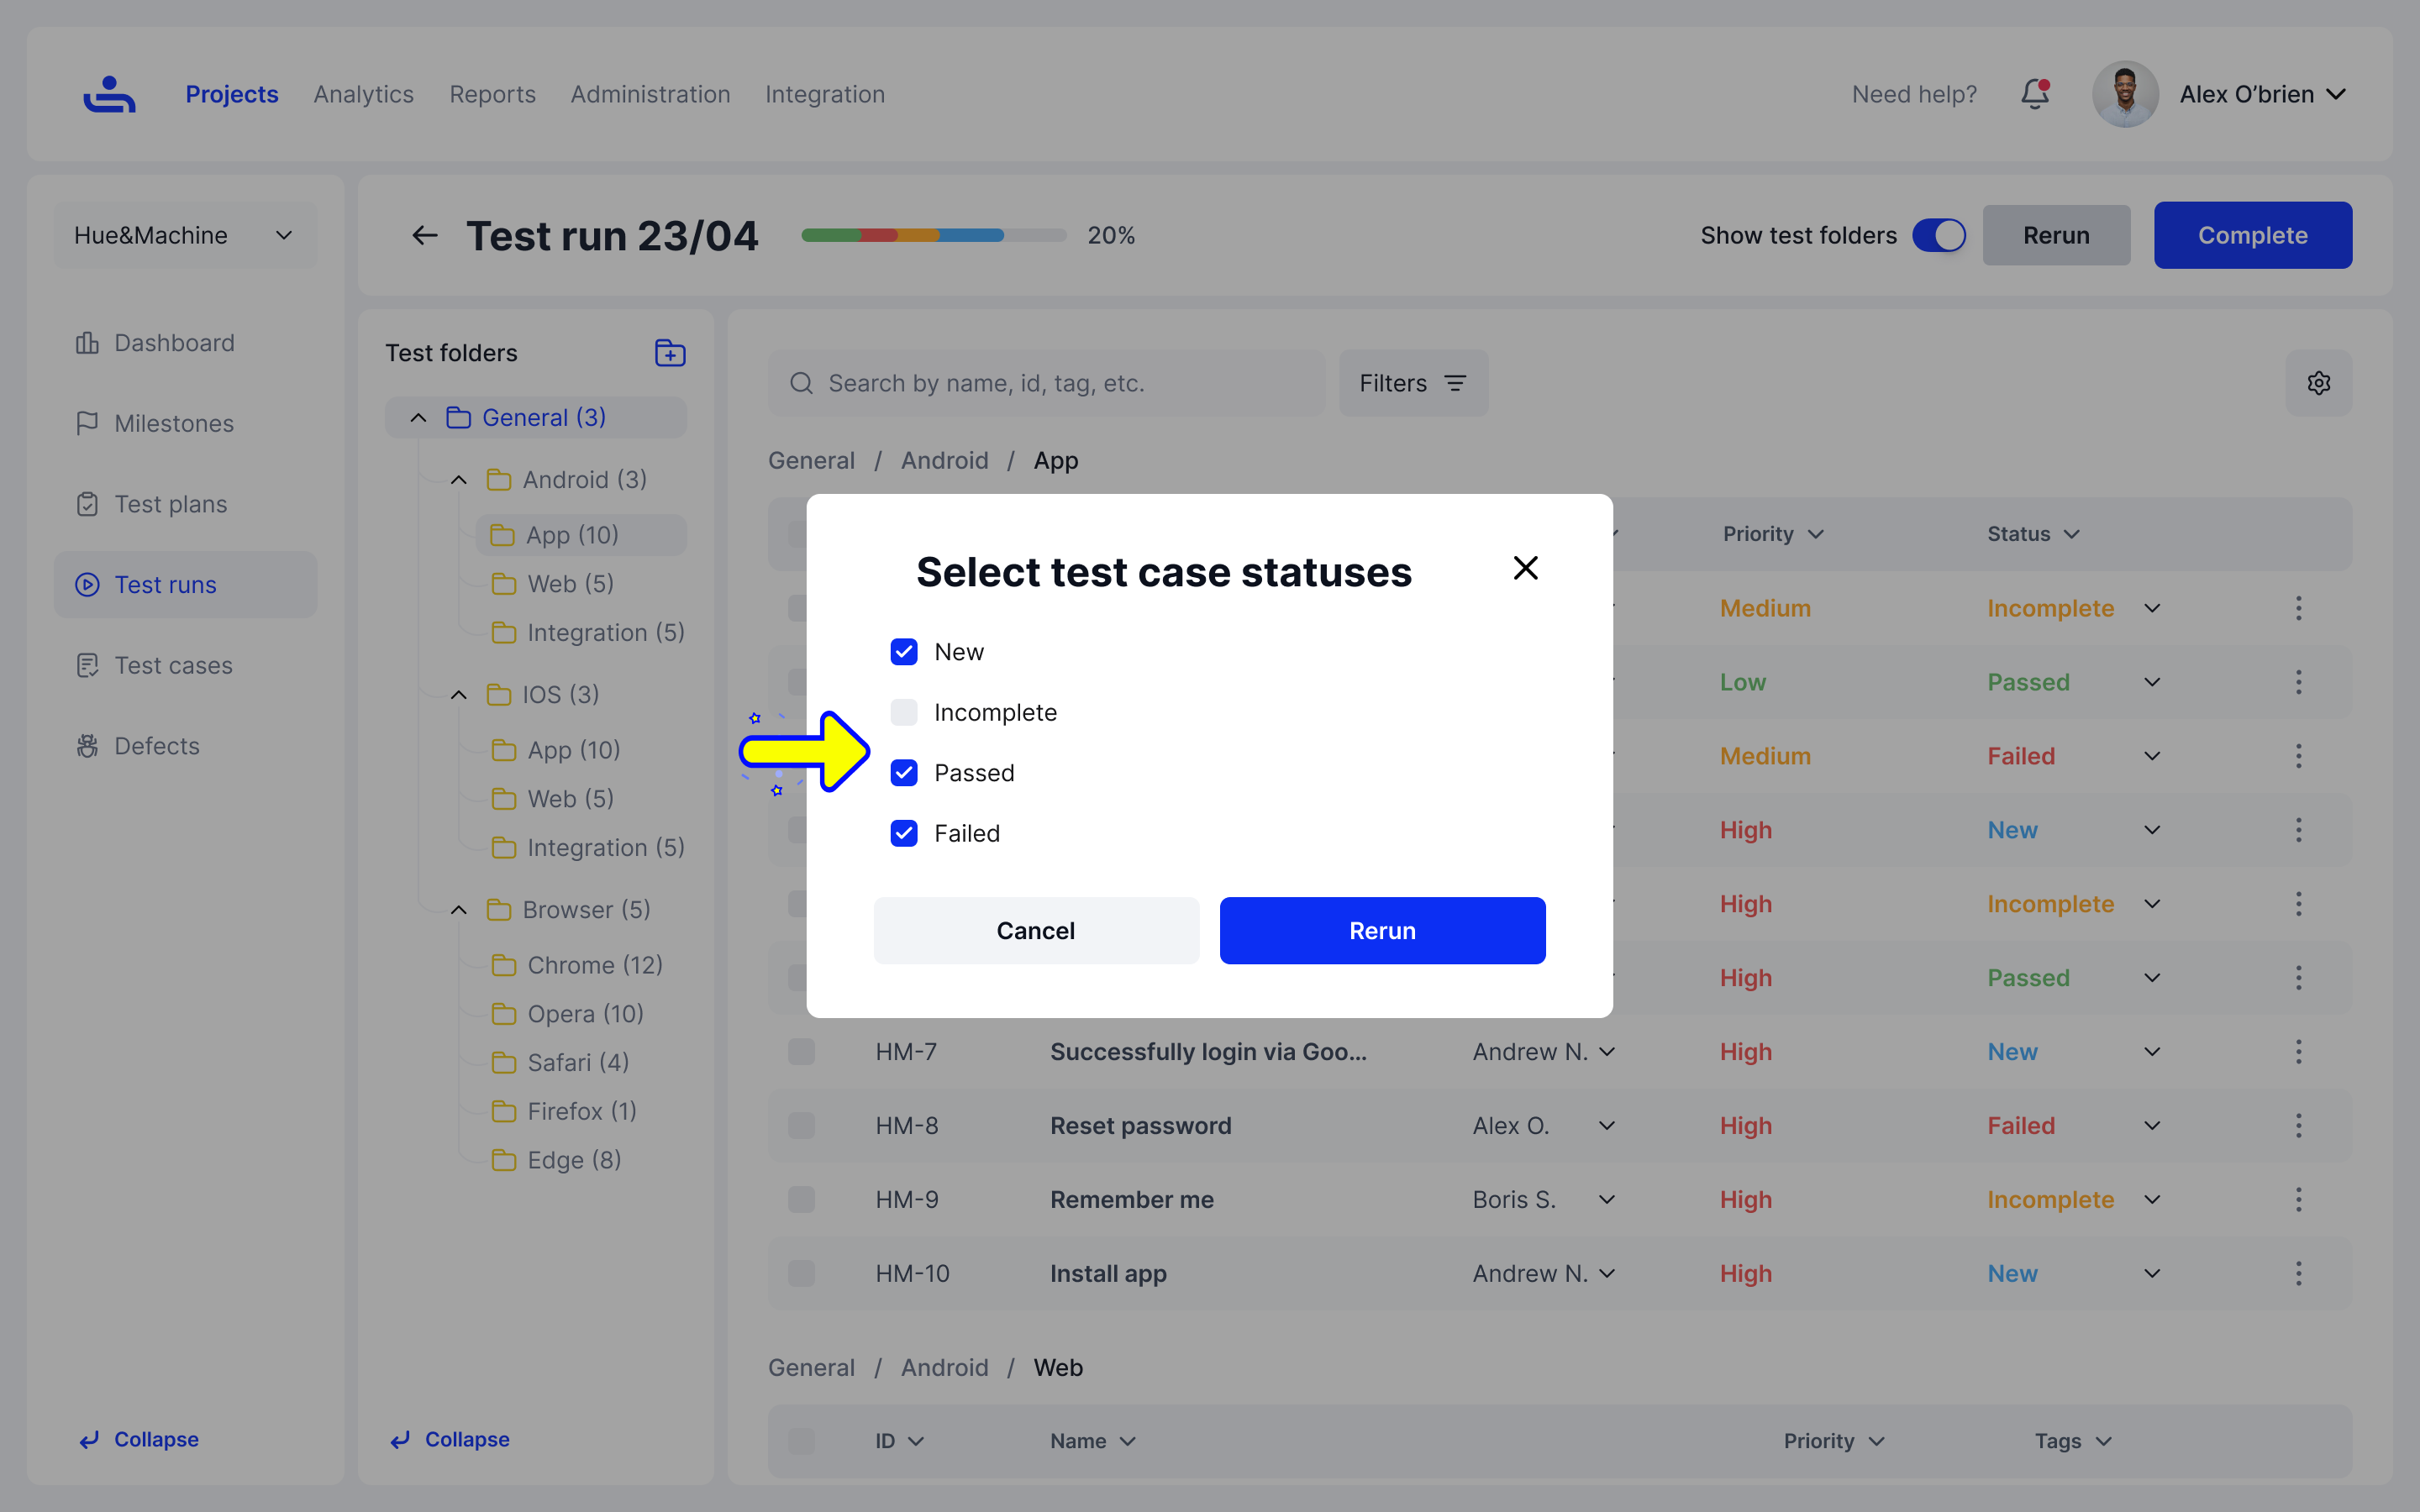 Projects Analytics Reports Administration Integration Need help? Alex O’brien
Hue&Machine
Test run 23/04 20% Show test folders Rerun Complete
Dashboard
Milestones
Test plans
Test runs
Test cases
Defects
Collapse
Test folders
General (3)
Android (3)
App (10)
Web (5)
Integration (5)
IOS (3)
App (10)
Web (5)
Integration (5)
Browser (5)
Chrome (12)
Opera (10)
Safari (4)
Firefox (1)
Edge (8)
Collapse
Search by name, id, tag, etc. Filters
General / Android / App
Priority Status
Medium Incomplete
Low Passed
Medium Failed
High New
High Incomplete
High Passed
Select test case statuses
New
Incomplete
Passed
Failed
Cancel Rerun
HM-7 Successfully login via Goo... Andrew N. High New
HM-8 Reset password Alex O. High Failed
HM-9 Remember me Boris S. High Incomplete
HM-10 Install app Andrew N. High New
General / Android / Web
ID Name Priority Tags